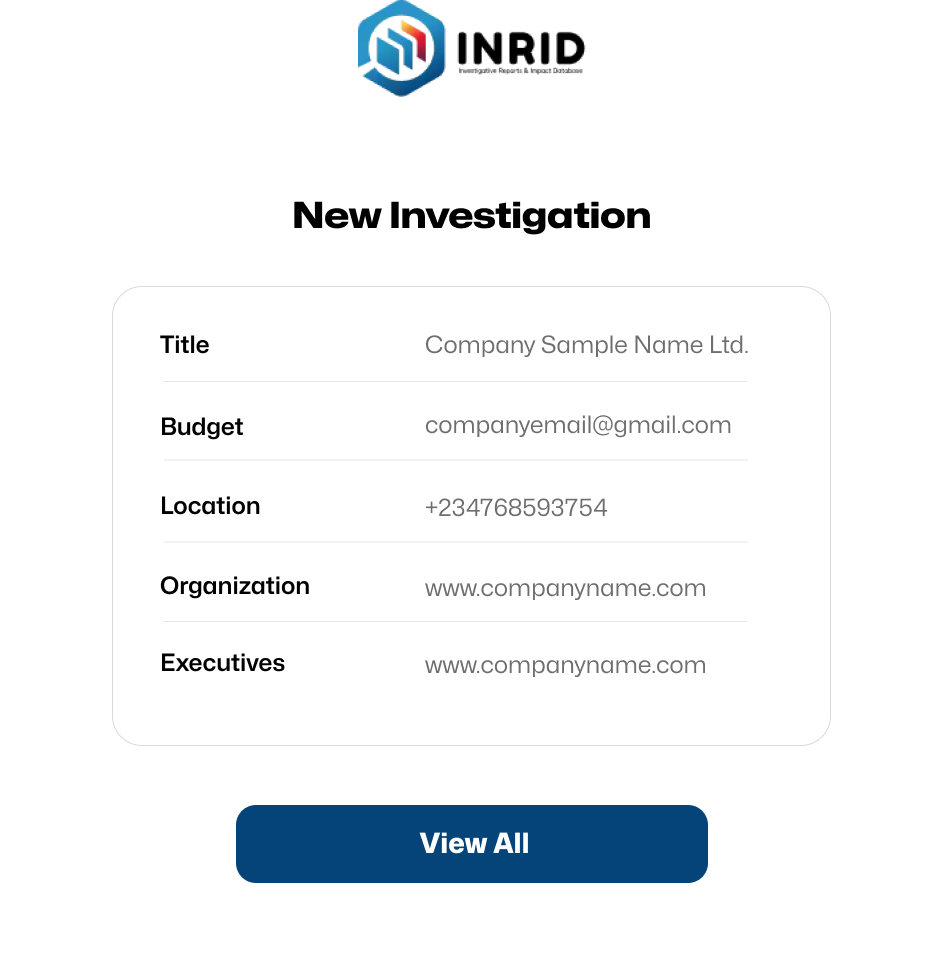 INRID
Investigative Reports & Impact Database
New Investigation
Title Company Sample Name Ltd.
Budget companyemail@gmail.com
Location +234768593754
Organization www.companyname.com
Executives www.companyname.com
View All